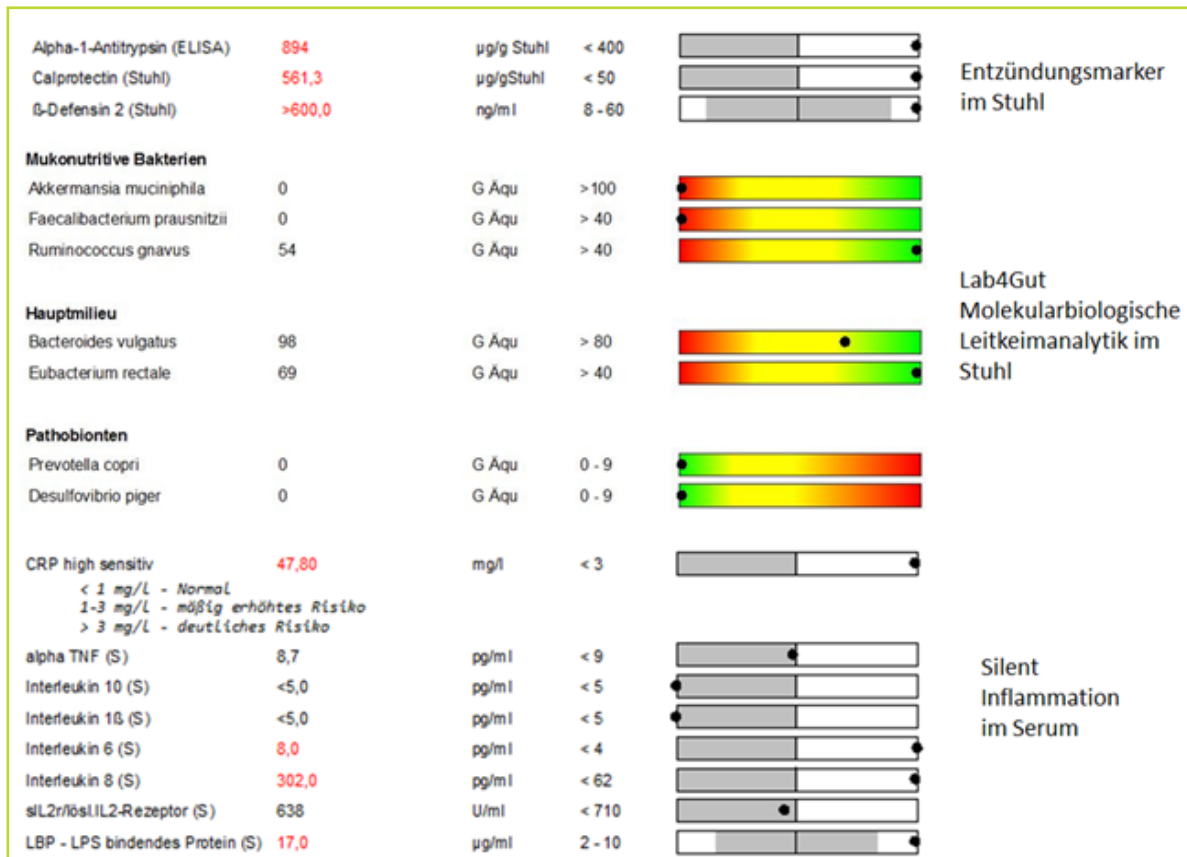 Alpha-1-Antitrypsin (ELISA) 894 µg/g Stuhl < 400
Calprotectin (Stuhl) 561,3 µg/gStuhl < 50
ß-Defensin 2 (Stuhl) >600,0 ng/ml 8 - 60
Entzündungsmarker
im Stuhl
Mukonutritive Bakterien
Akkermansia muciniphila 0 G Äqu >100
Faecalibacterium prausnitzii 0 G Äqu > 40
Ruminococcus gnavus 54 G Äqu > 40
Hauptmilieu
Bacteroides vulgatus 98 G Äqu > 80
Eubacterium rectale 69 G Äqu > 40
Lab4Gut
Molekularbiologische
Leitkeimanalytik im
Stuhl
Pathobionten
Prevotella copri 0 G Äqu 0 - 9
Desulfovibrio piger 0 G Äqu 0 - 9
CRP high sensitiv 47,80 mg/l < 3
< 1 mg/l - Normal
1-3 mg/l - mäßig erhöhtes Risiko
> 3 mg/l - deutliches Risiko
alpha TNF (S) 8,7 pg/ml < 9
Interleukin 10 (S) <5,0 pg/ml < 5
Interleukin 1ß (S) <5,0 pg/ml < 5
Interleukin 6 (S) 8,0 pg/ml < 4
Interleukin 8 (S) 302,0 pg/ml < 62
sIL2r/lösl.IL2-Rezeptor (S) 638 U/ml < 710
LBP - LPS bindendes Protein (S) 17,0 µg/ml 2 - 10
Silent
Inflammation
im Serum